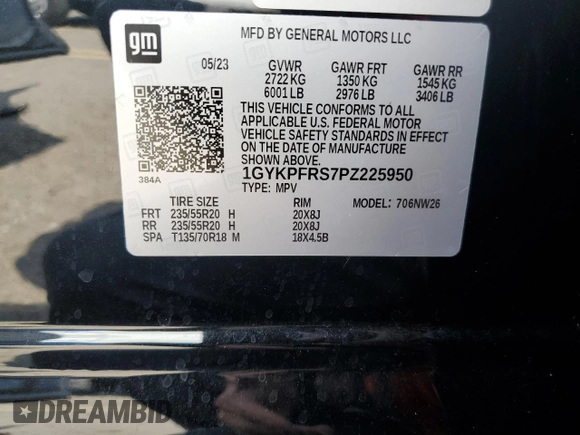 gm
MFD BY GENERAL MOTORS LLC
05/23 GVWR GAWR FRT GAWR RR
2722 KG 1350 KG 1545 KG
6001 LB 2976 LB 3406 LB
THIS VEHICLE CONFORMS TO ALL
APPLICABLE U.S. FEDERAL MOTOR
VEHICLE SAFETY STANDARDS IN EFFECT
ON THE DATE OF MANUFACTURE
SHOWN ABOVE.
384A
1GYKPFRS7PZ225950
TYPE: MPV MODEL: 706NW26
TIRE SIZE RIM
FRT 235/55R20 H 20X8J
RR 235/55R20 H 20X8J
SPA T135/70R18 M 18X4.5B
DREAMBID